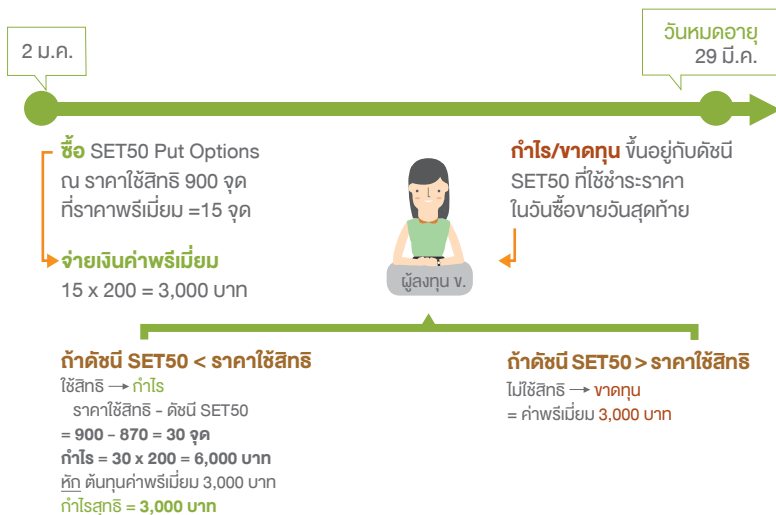 2 ม.ค.
วันหมดอายุ
29 มี.ค.
ซื้อ SET50 Put Options
ณ ราคาใช้สิทธิ 900 จุด
ที่ราคาพรีเมี่ยม =15 จุด
จ่ายเงินค่าพรีเมี่ยม
15 x 200 = 3,000 บาท
กำไร/ขาดทุน ขึ้นอยู่กับดัชนี
SET50 ที่ใช้ชำระราคา
ในวันซื้อขายวันสุดท้าย
ผู้ลงทุน ข.
ถ้าดัชนี SET50 < ราคาใช้สิทธิ
ใช้สิทธิ → กำไร
ราคาใช้สิทธิ - ดัชนี SET50
= 900 – 870 = 30 จุด
กำไร = 30 x 200 = 6,000 บาท
หัก ต้นทุนค่าพรีเมี่ยม 3,000 บาท
กำไรสุทธิ = 3,000 บาท
ถ้าดัชนี SET50 > ราคาใช้สิทธิ
ไม่ใช้สิทธิ → ขาดทุน
= ค่าพรีเมี่ยม 3,000 บาท